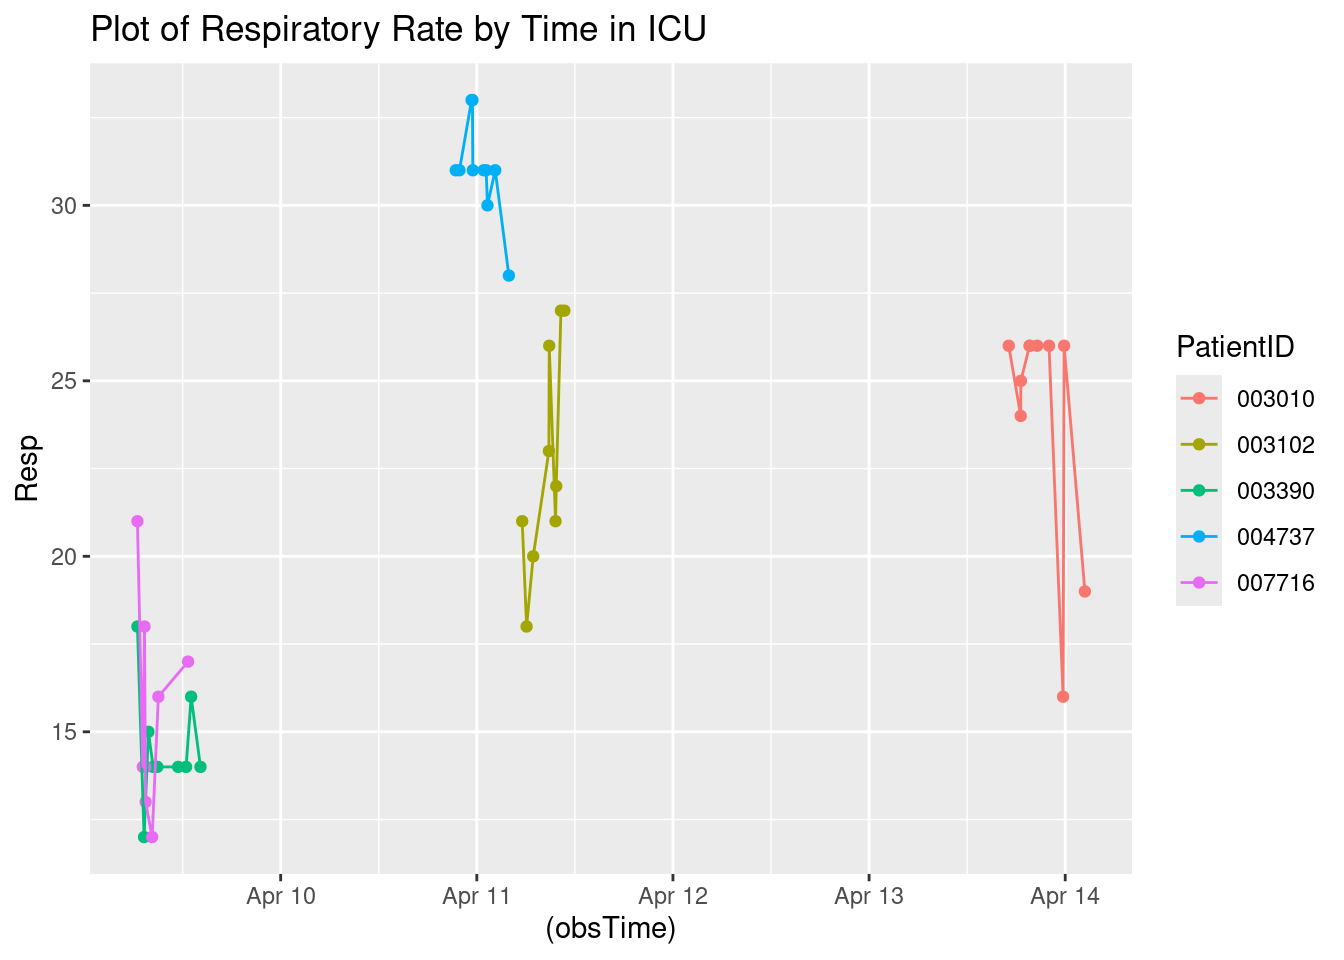 Plot of Respiratory Rate by Time in ICU
Resp
30
25
20
15
Apr 10
Apr 11
Apr 12
Apr 13
Apr 14
(obsTime)
PatientID
003010
003102
003390
004737
007716